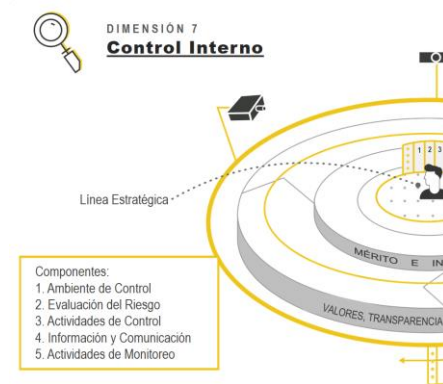 DIMENSIÓN 7
Control Interno
1 2 3
Línea Estratégica
MÉRITO E IN
VALORES, TRANSPARENCIA
Componentes:
1. Ambiente de Control
2. Evaluación del Riesgo
3. Actividades de Control
4. Información y Comunicación
5. Actividades de Monitoreo